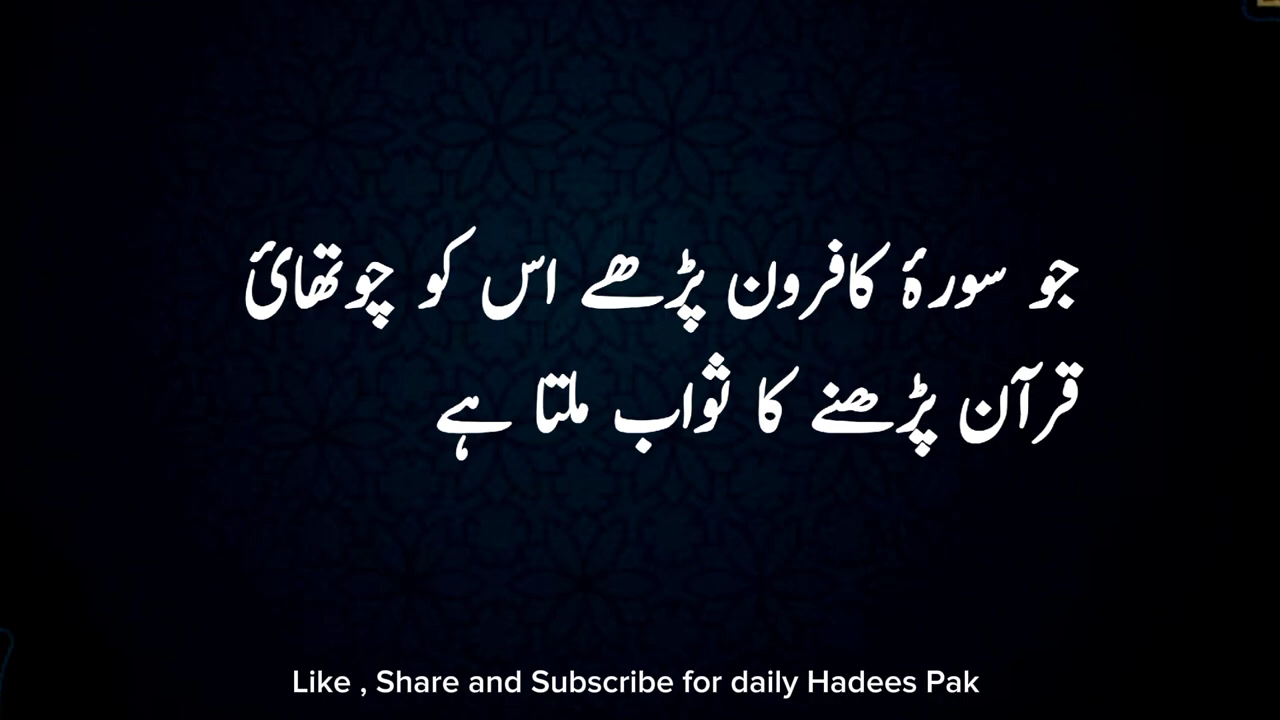 جو سورۂ کافرون پڑھے اس کو چوتھائ
قرآن پڑھنے کا ثواب ملتا ہے
Like , Share and Subscribe for daily Hadees Pak